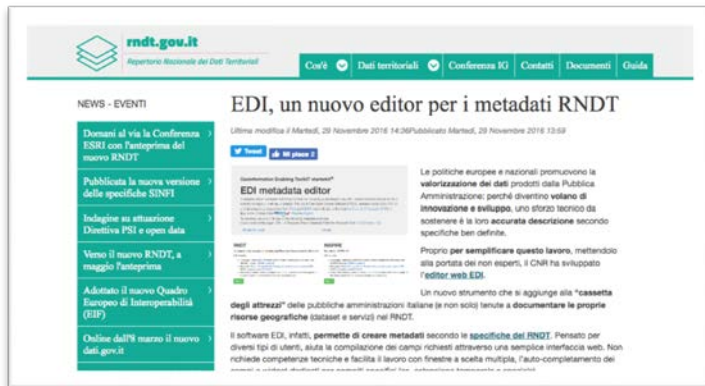 rndt.gov.it
Repertorio Nazionale dei Dati Territoriali
Cos'è Dati territoriali Conferenza IG Contatti Documenti Guida
NEWS - EVENTI
Domani al via la Conferenza
ESRI con l'anteprima del
nuovo RNDT
Pubblicata la nuova versione
delle specifiche SINFI
Indagine su attuazione
Direttiva PSI e open data
Verso il nuovo RNDT, a
maggio l'anteprima
Adottato il nuovo Quadro
Europeo di Interoperabilità
(EIF)
Online dall'8 marzo il nuovo
dati.gov.it
EDI, un nuovo editor per i metadati RNDT
Ultima modifica il Martedì, 29 Novembre 2016 14:36Pubblicato Martedì, 29 Novembre 2016 13:59
Tweet Mi piace 2
EDI metadata editor
RNDT INSPIRE
Le politiche europee e nazionali promuovono la
valorizzazione dei dati prodotti dalla Pubblica
Amministrazione; perché diventino volano di
innovazione e sviluppo, uno sforzo tecnico da
sostenere è la loro accurata descrizione secondo
specifiche ben definite.
Proprio per semplificare questo lavoro, mettendolo
alla portata dei non esperti, il CNR ha sviluppato
l'editor web EDI.
Un nuovo strumento che si aggiunge alla "cassetta
degli attrezzi" delle pubbliche amministrazioni italiane (e non solo) tenute a documentare le proprie
risorse geografiche (dataset e servizi) nel RNDT.
Il software EDI, infatti, permette di creare metadati secondo le specifiche del RNDT. Pensato per
diversi tipi di utenti, aiuta la compilazione dei campi richiesti attraverso una semplice interfaccia web. Non
richiede competenze tecniche e facilita il lavoro con finestre a scelta multipla, l'auto-completamento dei